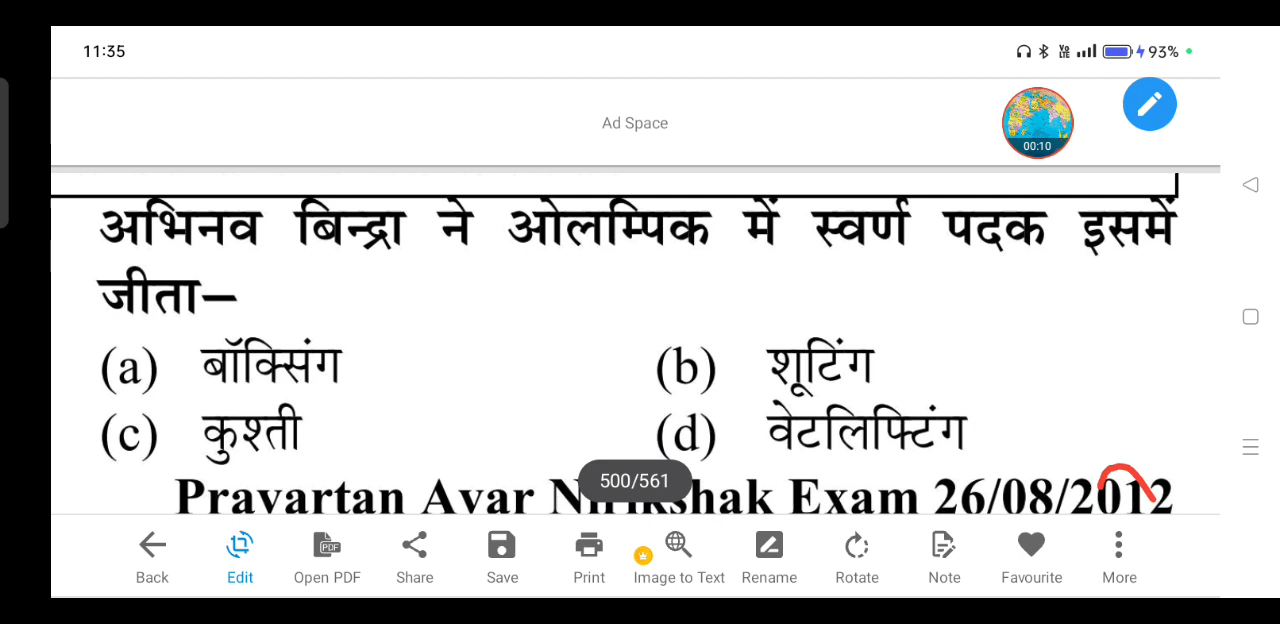 11:35
93%
Ad Space
00:10
अभिनव बिन्द्रा ने ओलम्पिक में स्वर्ण पदक इसमें
जीता–
(a) बॉक्सिंग (b) शूटिंग
(c) कुश्ती (d) वेटलिफ्टिंग
500/561
Pravartan Avar Nirikshak Exam 26/08/2012
Back Edit Open PDF Share Save Print Image to Text Rename Rotate Note Favourite More